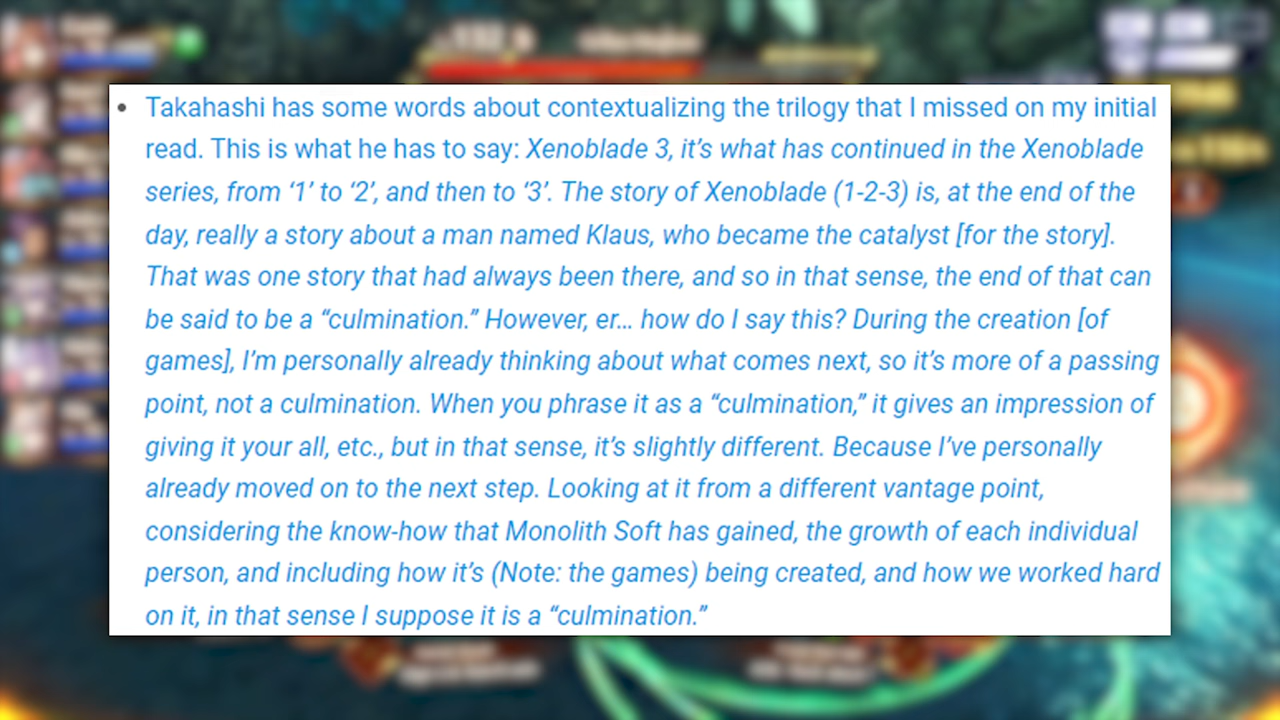 • Takahashi has some words about contextualizing the trilogy that I missed on my initial
read. This is what he has to say: Xenoblade 3, it’s what has continued in the Xenoblade
series, from ‘1’ to ‘2’, and then to ‘3’. The story of Xenoblade (1-2-3) is, at the end of the
day, really a story about a man named Klaus, who became the catalyst [for the story].
That was one story that had always been there, and so in that sense, the end of that can
be said to be a “culmination.” However, er… how do I say this? During the creation [of
games], I’m personally already thinking about what comes next, so it’s more of a passing
point, not a culmination. When you phrase it as a “culmination,” it gives an impression of
giving it your all, etc., but in that sense, it’s slightly different. Because I’ve personally
already moved on to the next step. Looking at it from a different vantage point,
considering the know-how that Monolith Soft has gained, the growth of each individual
person, and including how it’s (Note: the games) being created, and how we worked hard
on it, in that sense I suppose it is a “culmination.”